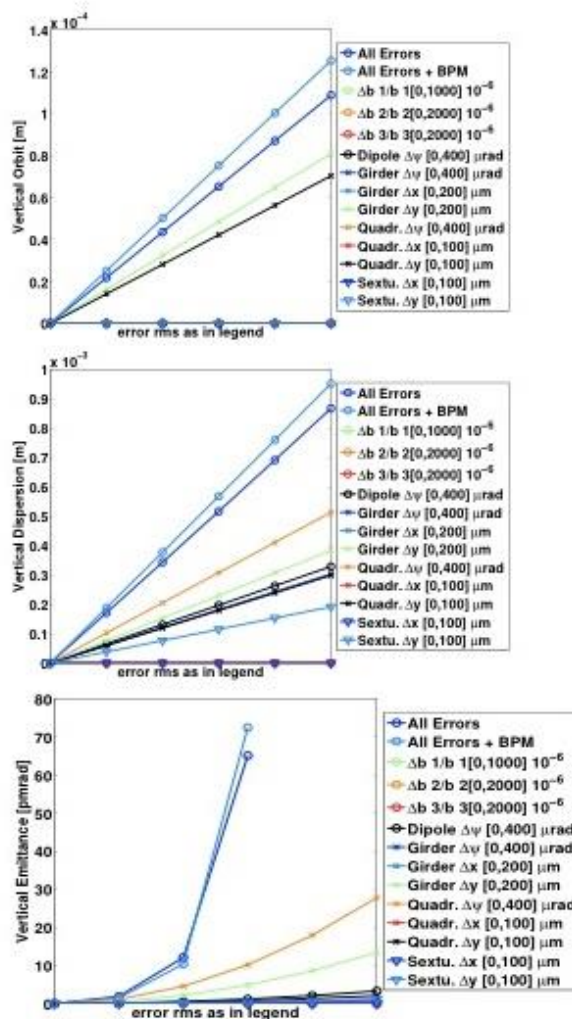 x 10⁻⁴
1.4
1.2
1
0.8
0.6
0.4
0.2
0
Vertical Orbit [m]
error rms as in legend
All Errors
All Errors + BPM
Δb 1/b 1[0,1000] 10⁻⁶
Δb 2/b 2[0,2000] 10⁻⁶
Δb 3/b 3[0,2000] 10⁻⁶
Dipole Δψ [0,400] μrad
Girder Δψ [0,400] μrad
Girder Δx [0,200] μm
Girder Δy [0,200] μm
Quadr. Δψ [0,400] μrad
Quadr. Δx [0,100] μm
Quadr. Δy [0,100] μm
Sextu. Δx [0,100] μm
Sextu. Δy [0,100] μm
x 10⁻³
1
0.9
0.8
0.7
0.6
0.5
0.4
0.3
0.2
0.1
0
Vertical Dispersion [m]
error rms as in legend
All Errors
All Errors + BPM
Δb 1/b 1[0,1000] 10⁻⁶
Δb 2/b 2[0,2000] 10⁻⁶
Δb 3/b 3[0,2000] 10⁻⁶
Dipole Δψ [0,400] μrad
Girder Δψ [0,400] μrad
Girder Δx [0,200] μm
Girder Δy [0,200] μm
Quadr. Δψ [0,400] μrad
Quadr. Δx [0,100] μm
Quadr. Δy [0,100] μm
Sextu. Δx [0,100] μm
Sextu. Δy [0,100] μm
80
70
60
50
40
30
20
10
0
Vertical Emittance [pmrad]
error rms as in legend
All Errors
All Errors + BPM
Δb 1/b 1[0,1000] 10⁻⁶
Δb 2/b 2[0,2000] 10⁻⁶
Δb 3/b 3[0,2000] 10⁻⁶
Dipole Δψ [0,400] μrad
Girder Δψ [0,400] μrad
Girder Δx [0,200] μm
Girder Δy [0,200] μm
Quadr. Δψ [0,400] μrad
Quadr. Δx [0,100] μm
Quadr. Δy [0,100] μm
Sextu. Δx [0,100] μm
Sextu. Δy [0,100] μm